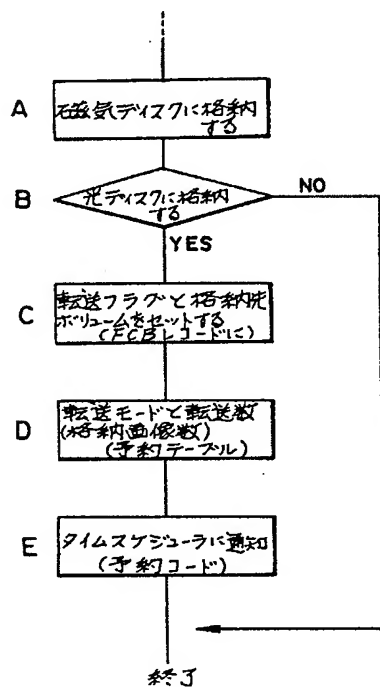 A
磁気ディスクに格納
する
B
光ディスクに格納
する
NO
YES
C
転送フラグと格納先
ボリュームをセットする
(FCBレコードに)
D
転送モードと転送数
(格納画像数)
(予約テーブル)
E
タイムスケジューラに通知
(予約コード)
終了